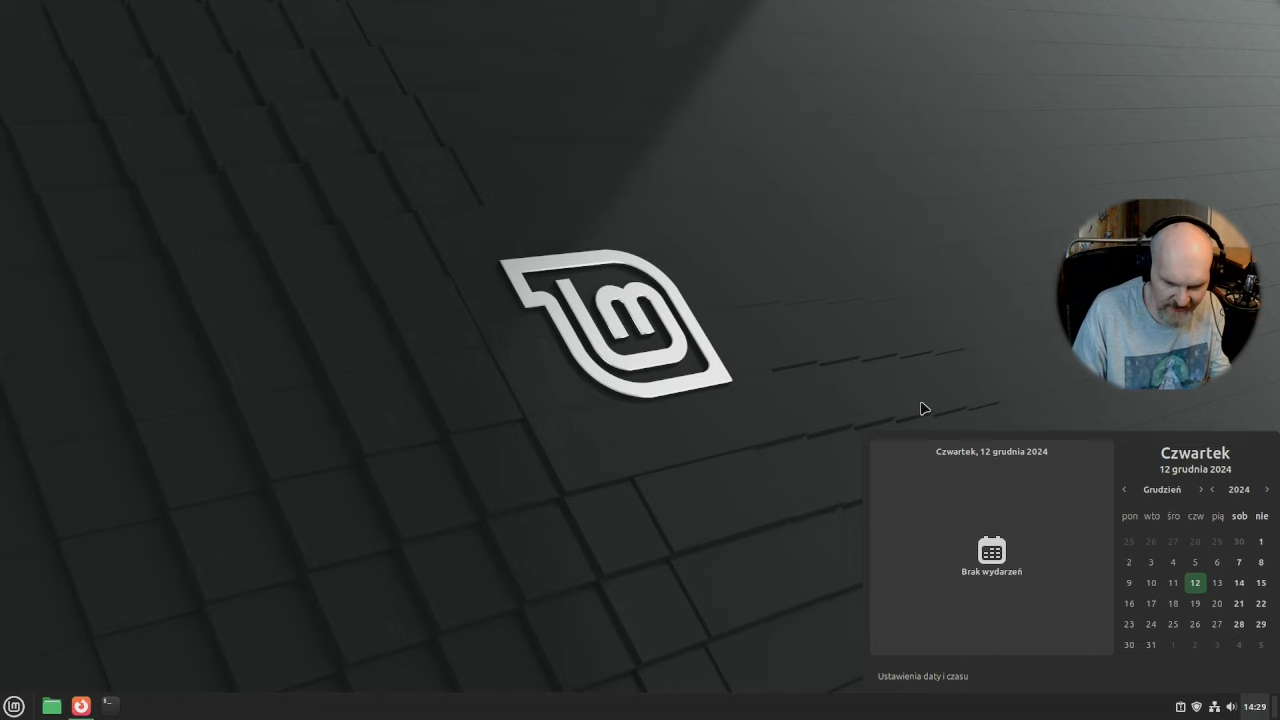 Czwartek, 12 grudnia 2024
Brak wydarzeń
Ustawienia daty i czasu
Czwartek
12 grudnia 2024
Grudzień 2024
pon wto śro czw pią sob nie
25 26 27 28 29 30 1
2 3 4 5 6 7 8
9 10 11 12 13 14 15
16 17 18 19 20 21 22
23 24 25 26 27 28 29
30 31 1 2 3 4 5
14:29